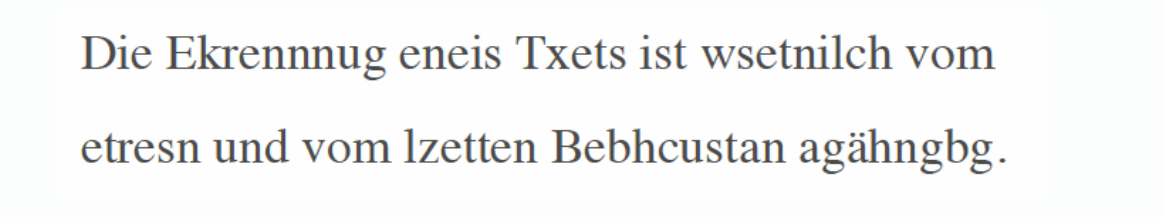 Die Ekrennnug eneis Txets ist wsetnilch vom
etresn und vom lzetten Bebhcustan agähngbg.